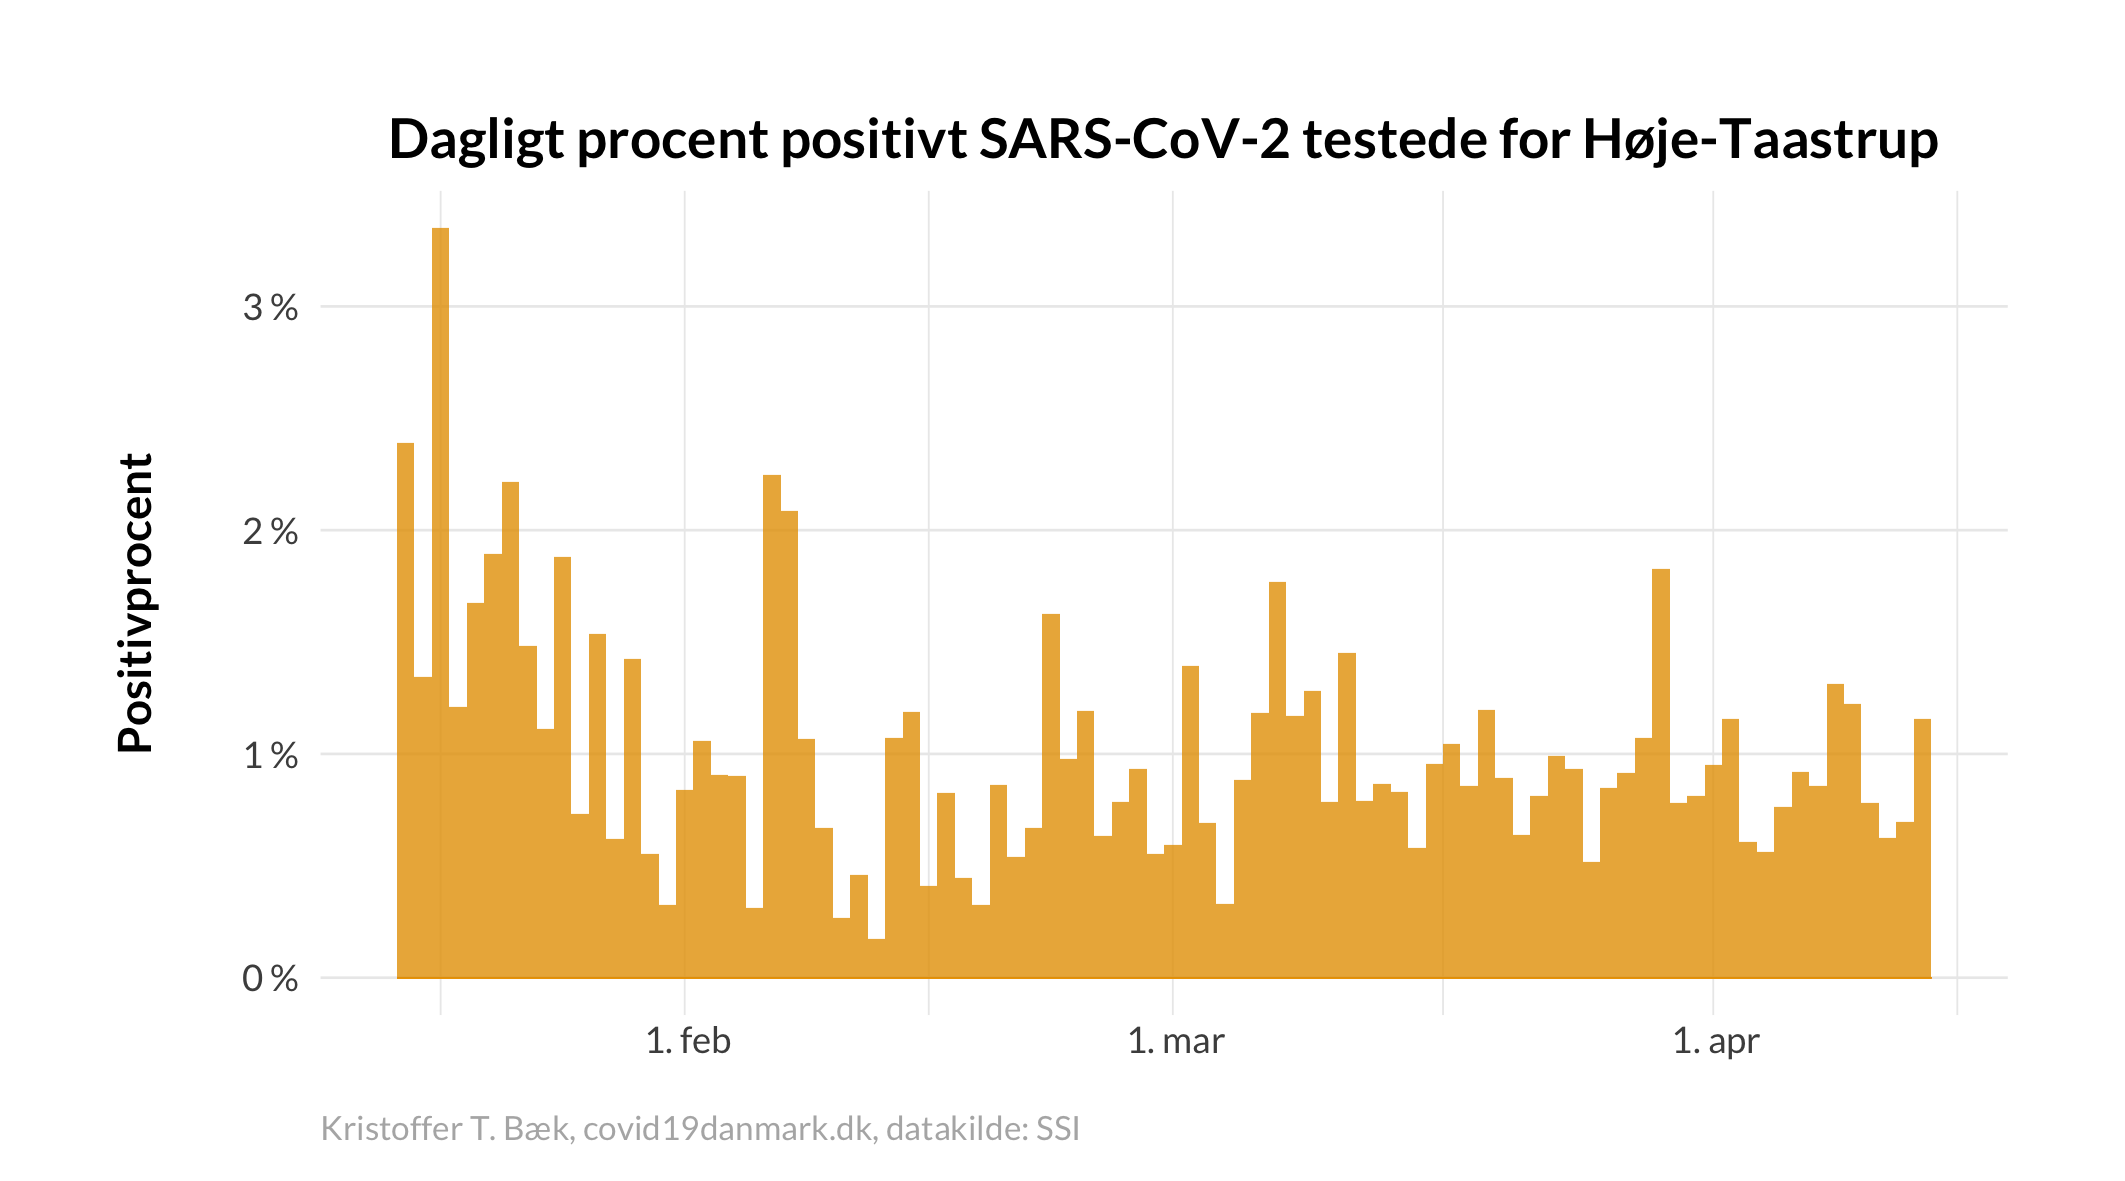 Dagligt procent positivt SARS-CoV-2 testede for Høje-Taastrup
Positivprocent
3 %
2 %
1 %
0 %
1. feb
1. mar
1. apr
Kristoffer T. Bæk, covid19danmark.dk, datakilde: SSI